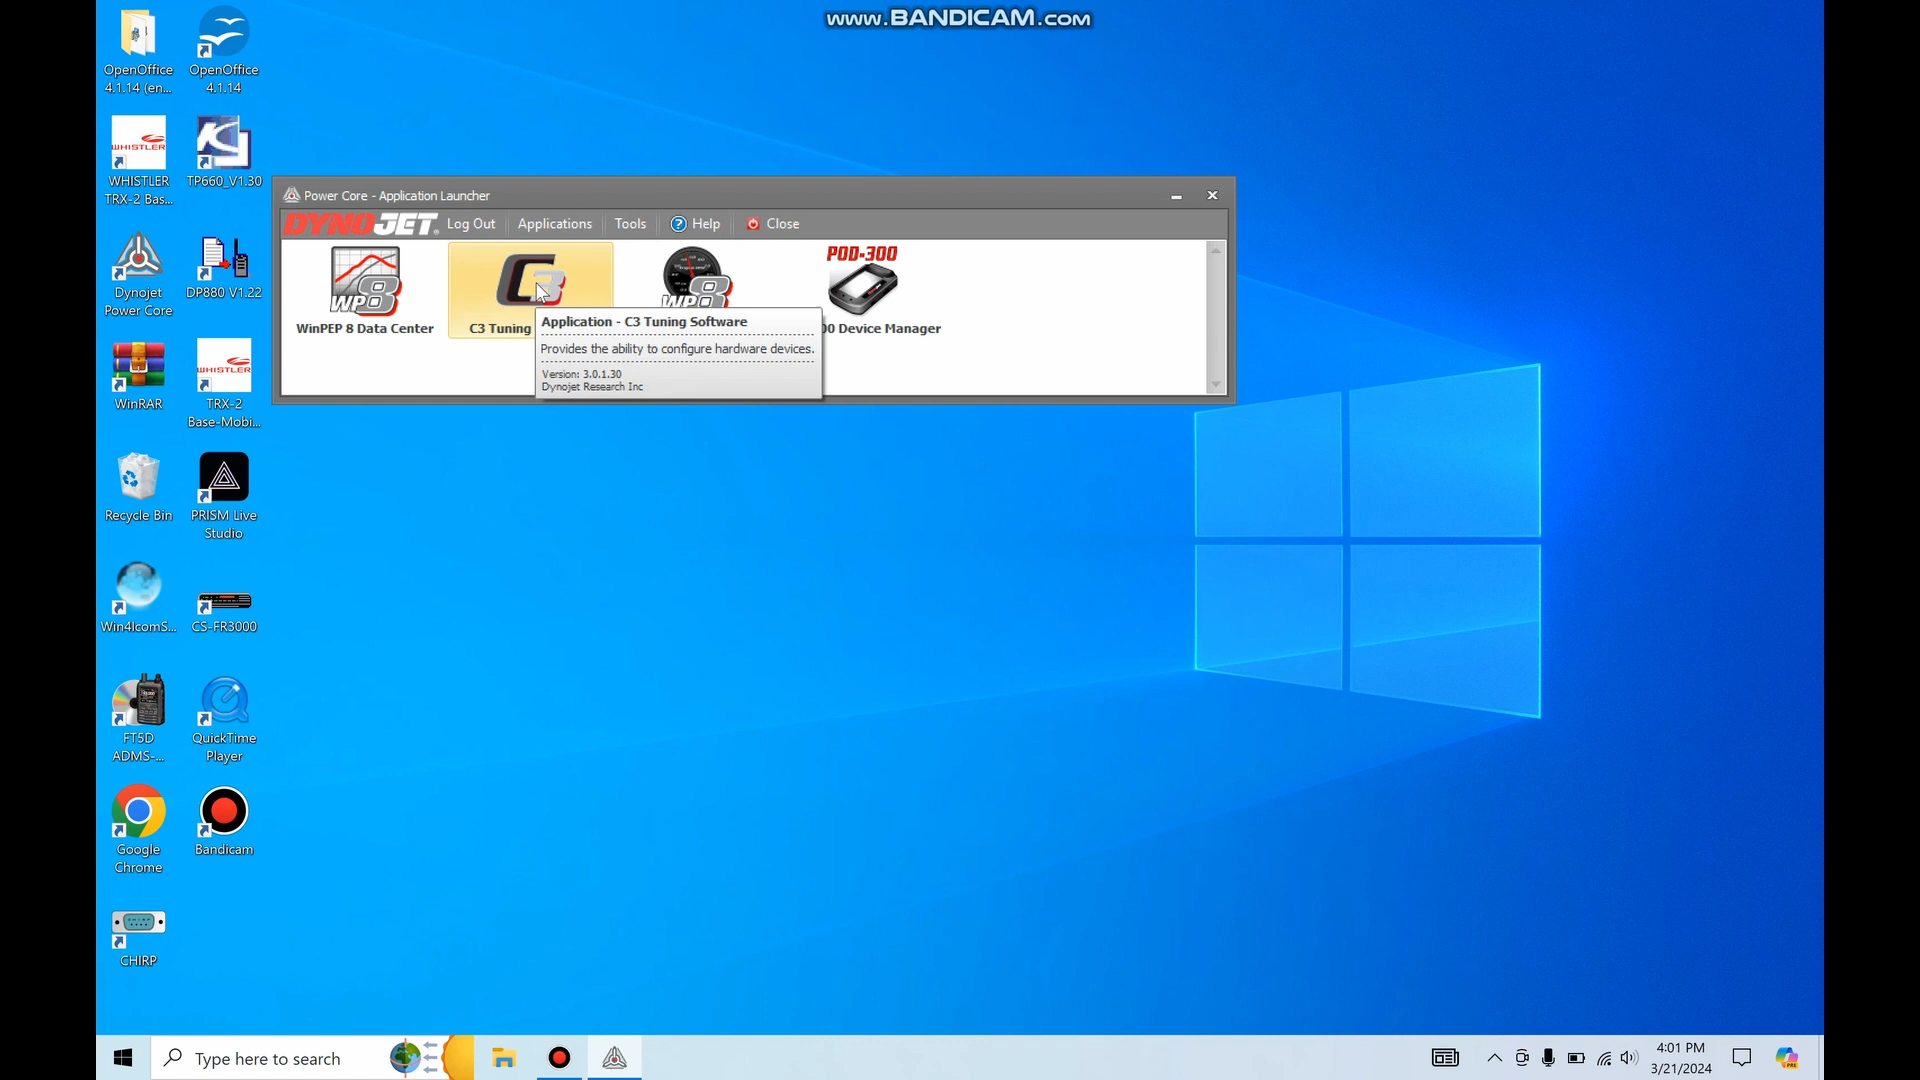 www.BANDICAM.com
OpenOffice
4.1.14 (en...
OpenOffice
4.1.14
WHISTLER
WHISTLER
TRX-2 Bas...
TP660_V1.30
Dynojet
Power Core
DP880 V1.22
WinRAR
WHISTLER
TRX-2
Base-Mobi...
Recycle Bin
PRISM Live
Studio
Win4IcomS...
CS-FR3000
FT5D
ADMS-...
QuickTime
Player
Google
Chrome
Bandicam
CHIRP
Power Core - Application Launcher
DYNOJET. Log Out Applications Tools ? Help Close
WP8
WinPEP 8 Data Center
C3
C3 Tuning
WP8
POD-300
00 Device Manager
Application - C3 Tuning Software
Provides the ability to configure hardware devices.
Version: 3.0.1.30
Dynojet Research Inc
Type here to search
4:01 PM
3/21/2024
PRE